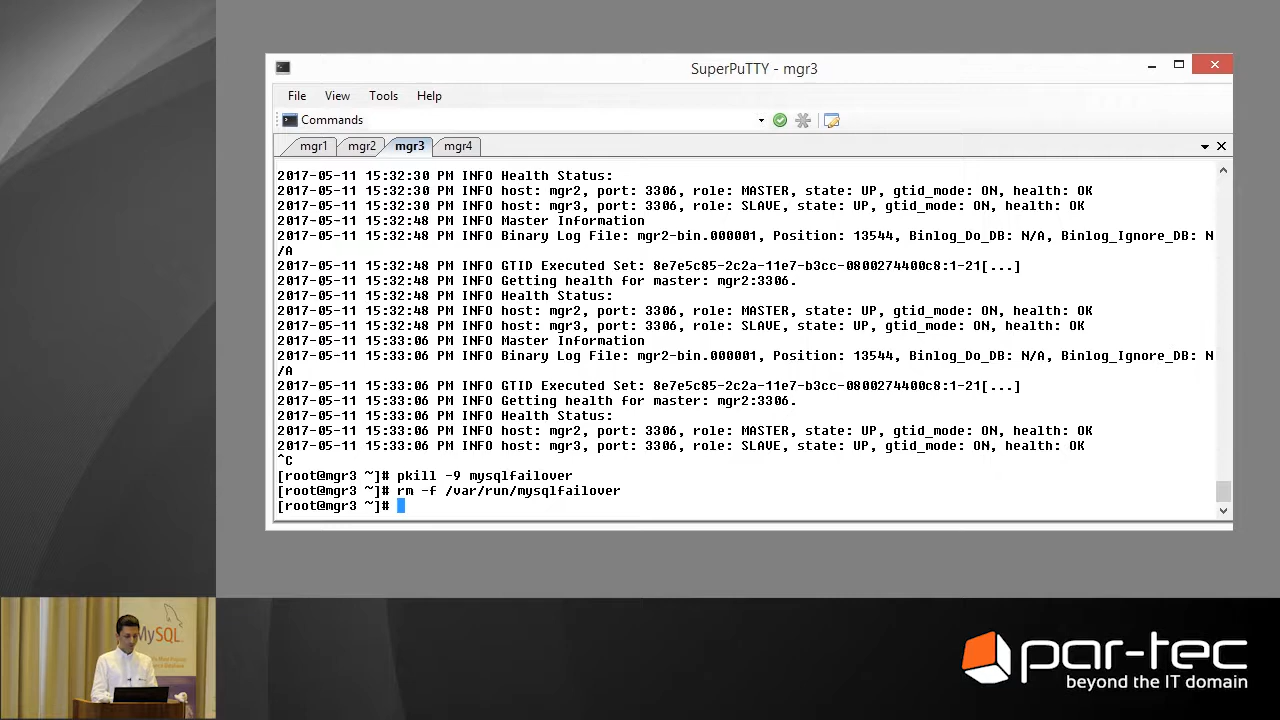 SuperPuTTY - mgr3
File View Tools Help
Commands
mgr1 mgr2 mgr3 mgr4
2017-05-11 15:32:30 PM INFO Health Status:
2017-05-11 15:32:30 PM INFO host: mgr2, port: 3306, role: MASTER, state: UP, gtid_mode: ON, health: OK
2017-05-11 15:32:30 PM INFO host: mgr3, port: 3306, role: SLAVE, state: UP, gtid_mode: ON, health: OK
2017-05-11 15:32:48 PM INFO Master Information
2017-05-11 15:32:48 PM INFO Binary Log File: mgr2-bin.000001, Position: 13544, Binlog_Do_DB: N/A, Binlog_Ignore_DB: N
/A
2017-05-11 15:32:48 PM INFO GTID Executed Set: 8e7e5c85-2c2a-11e7-b3cc-0800274400c8:1-21[...]
2017-05-11 15:32:48 PM INFO Getting health for master: mgr2:3306.
2017-05-11 15:32:48 PM INFO Health Status:
2017-05-11 15:32:48 PM INFO host: mgr2, port: 3306, role: MASTER, state: UP, gtid_mode: ON, health: OK
2017-05-11 15:32:48 PM INFO host: mgr3, port: 3306, role: SLAVE, state: UP, gtid_mode: ON, health: OK
2017-05-11 15:33:06 PM INFO Master Information
2017-05-11 15:33:06 PM INFO Binary Log File: mgr2-bin.000001, Position: 13544, Binlog_Do_DB: N/A, Binlog_Ignore_DB: N
/A
2017-05-11 15:33:06 PM INFO GTID Executed Set: 8e7e5c85-2c2a-11e7-b3cc-0800274400c8:1-21[...]
2017-05-11 15:33:06 PM INFO Getting health for master: mgr2:3306.
2017-05-11 15:33:06 PM INFO Health Status:
2017-05-11 15:33:06 PM INFO host: mgr2, port: 3306, role: MASTER, state: UP, gtid_mode: ON, health: OK
2017-05-11 15:33:06 PM INFO host: mgr3, port: 3306, role: SLAVE, state: UP, gtid_mode: ON, health: OK
^C
[root@mgr3 ~]# pkill -9 mysqlfailover
[root@mgr3 ~]# rm -f /var/run/mysqlfailover
[root@mgr3 ~]#
MySQL
par-tec
beyond the IT domain